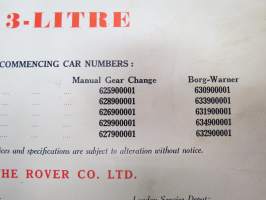 3-LITRE
COMMENCING CAR NUMBERS :
Manual Gear Change Borg-Warner
625900001 630900001
628900001 633900001
626900001 631900001
629900001 634900001
627900001 632900001
ices and specifications are subject to alteration without notice.
HE ROVER CO. LTD.
London Service Depot: